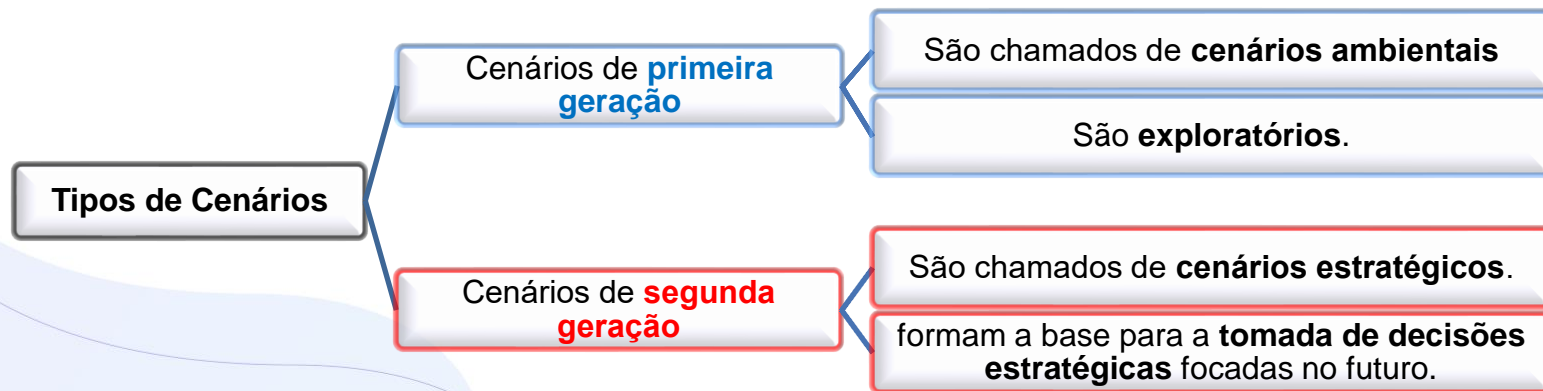 Tipos de Cenários
Cenários de primeira
geração
São chamados de cenários ambientais
São exploratórios.
Cenários de segunda
geração
São chamados de cenários estratégicos.
formam a base para a tomada de decisões
estratégicas focadas no futuro.